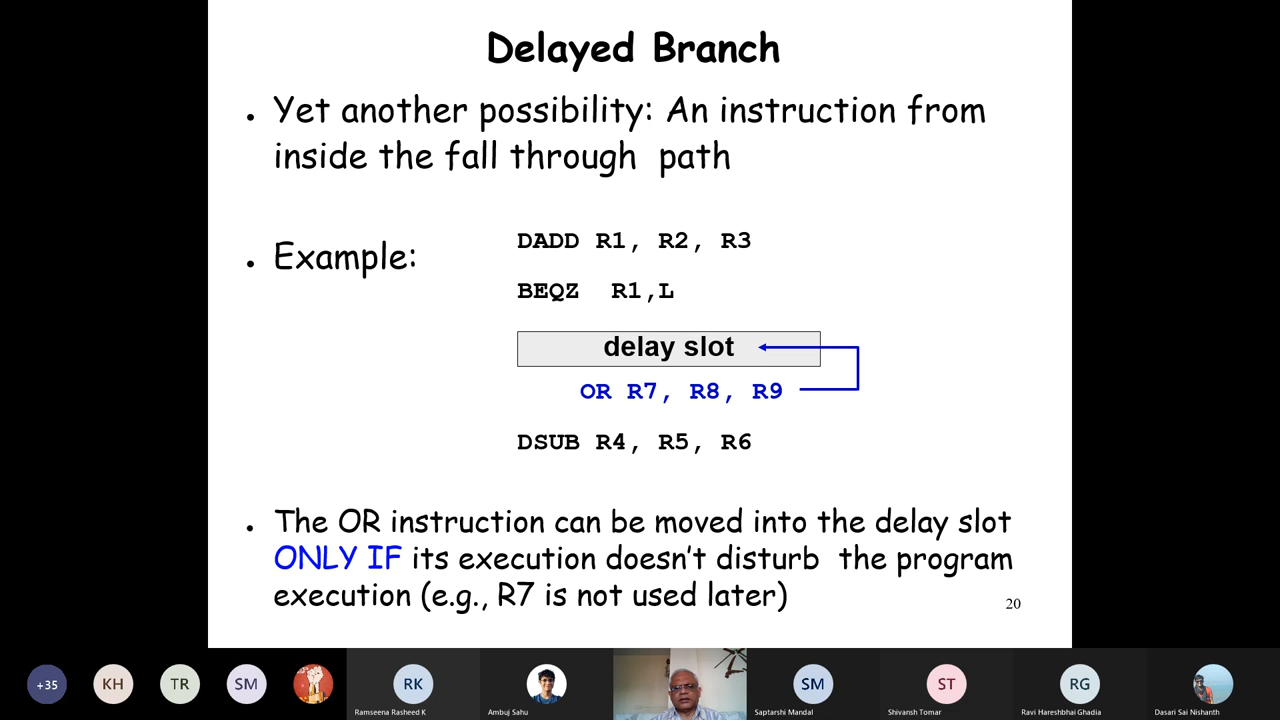 Delayed Branch
• Yet another possibility: An instruction from
inside the fall through path
• Example:
DADD R1, R2, R3
BEQZ R1,L
delay slot
OR R7, R8, R9
DSUB R4, R5, R6
• The OR instruction can be moved into the delay slot
ONLY IF its execution doesn't disturb the program
execution (e.g., R7 is not used later)
20
+35 KH TR SM RK SM ST RG
Ramseena Rasheed K Ambuj Sahu Saptarshi Mandal Shivansh Tomar Ravi Hareshbhai Ghadia Dasari Sai Nishanth